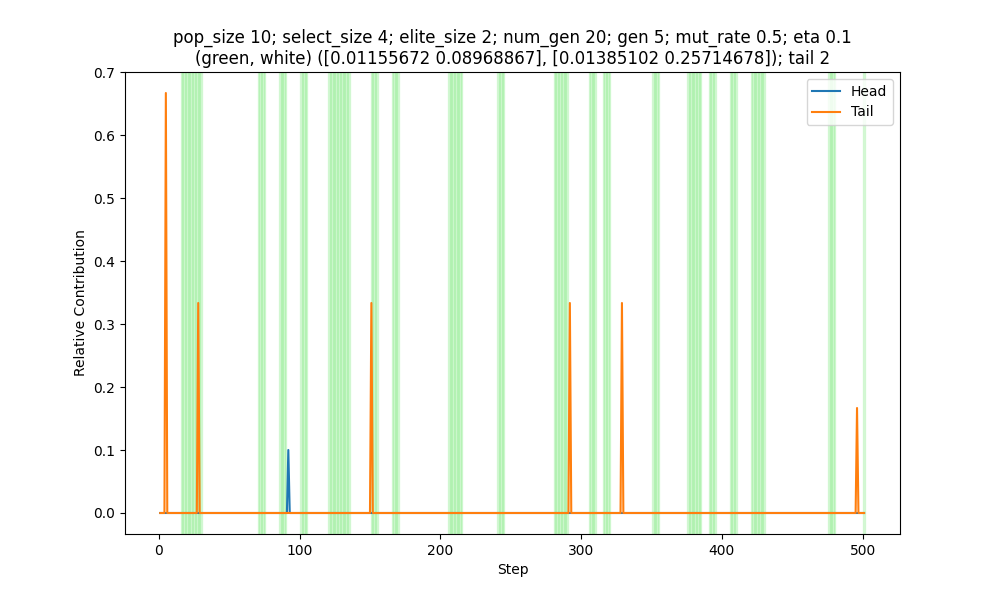 pop_size 10; select_size 4; elite_size 2; num_gen 20; gen 5; mut_rate 0.5; eta 0.1
(green, white) ([0.01155672 0.08968867], [0.01385102 0.25714678]); tail 2
Head
Tail
Relative Contribution
0.7
0.6
0.5
0.4
0.3
0.2
0.1
0.0
0
100
200
300
400
500
Step